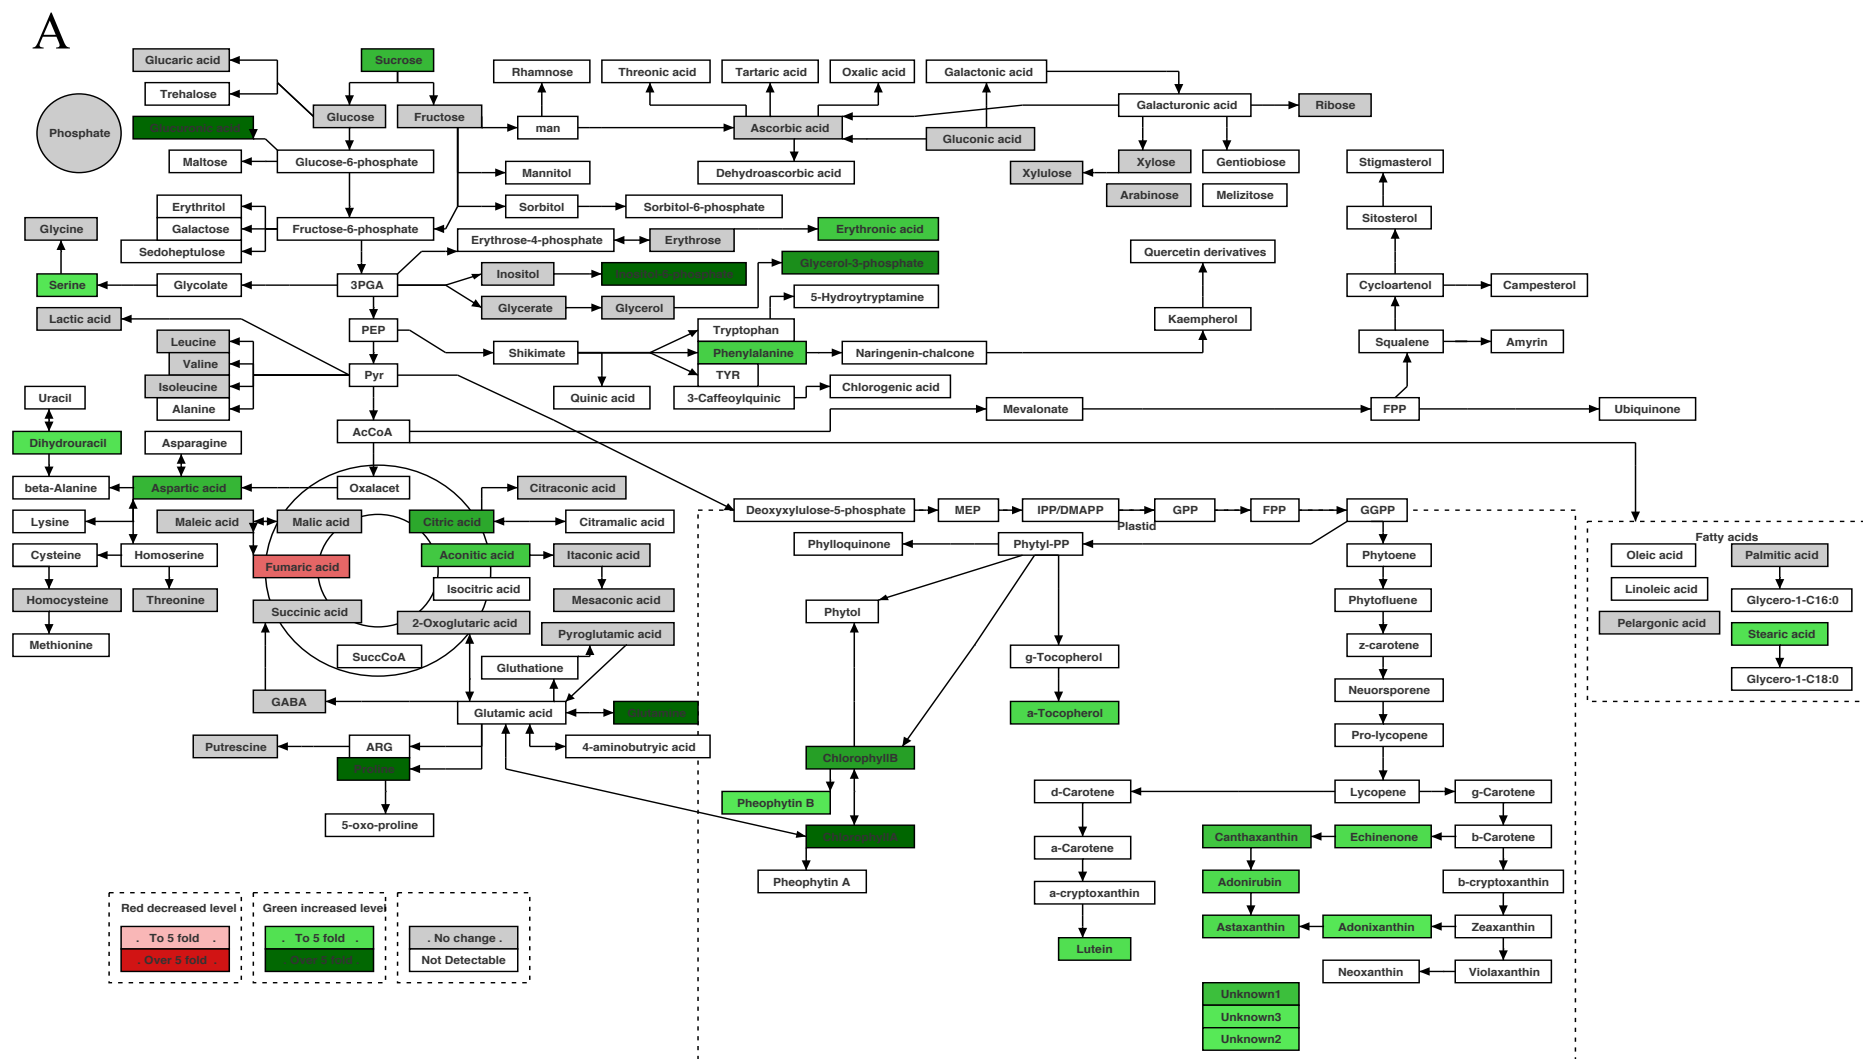 A
Glucaric acid
Sucrose
Rhamnose
Threonic acid
Tartaric acid
Oxalic acid
Galactonic acid
Trehalose
Glucose
Fructose
Galacturonic acid
Ribose
Phosphate
Glucuronic acid
man
Ascorbic acid
Gluconic acid
Maltose
Glucose-6-phosphate
Mannitol
Dehydroascorbic acid
Xylulose
Xylose
Gentiobiose
Stigmasterol
Arabinose
Melizitose
Erythritol
Sorbitol
Sorbitol-6-phosphate
Sitosterol
Glycine
Galactose
Fructose-6-phosphate
Erythronic acid
Sedoheptulose
Erythrose-4-phosphate
Erythrose
Quercetin derivatives
Inositol
Inositol-5-phosphate
Glycerol-3-phosphate
Serine
Glycolate
3PGA
5-Hydroytryptamine
Cycloartenol
Campesterol
Glycerate
Glycerol
Lactic acid
PEP
Tryptophan
Kaempherol
Leucine
Shikimate
Phenylalanine
Naringenin-chalcone
Squalene
Amyrin
Valine
Pyr
TYR
Isoleucine
Chlorogenic acid
Uracil
Alanine
Quinic acid
3-Caffeoylquinic
Mevalonate
FPP
Ubiquinone
AcCoA
Dihydrouracil
Asparagine
beta-Alanine
Aspartic acid
Oxalacet
Citraconic acid
Deoxyxylulose-5-phosphate
MEP
IPP/DMAPP
GPP
FPP
GGPP
Plastid
Lysine
Maleic acid
Malic acid
Citric acid
Citramalic acid
Fatty acids
Cysteine
Homoserine
Aconitic acid
Itaconic acid
Phylloquinone
Phytyl-PP
Phytoene
Oleic acid
Palmitic acid
Fumaric acid
Isocitric acid
Linoleic acid
Homocysteine
Threonine
Succinic acid
Mesaconic acid
Phytol
Phytofluene
Glycero-1-C16:0
2-Oxoglutaric acid
Pyroglutamic acid
Pelargonic acid
Stearic acid
Methionine
SuccCoA
Gluthatione
g-Tocopherol
z-carotene
Glycero-1-C18:0
GABA
Glutamic acid
Glutamine
a-Tocopherol
Neuorsporene
Putrescine
ARG
4-aminobutryic acid
Pro-lycopene
Proline
ChlorophyllB
Pheophytin B
d-Carotene
Lycopene
g-Carotene
5-oxo-proline
ChlorophyllA
Canthaxanthin
Echinenone
b-Carotene
a-Carotene
Pheophytin A
a-cryptoxanthin
Adonirubin
b-cryptoxanthin
Red decreased level
Green increased level
Astaxanthin
Adonixanthin
Zeaxanthin
. To 5 fold .
. To 5 fold .
. No change .
Lutein
. Over 5 fold .
. Over 5 fold .
Not Detectable
Neoxanthin
Violaxanthin
Unknown1
Unknown3
Unknown2